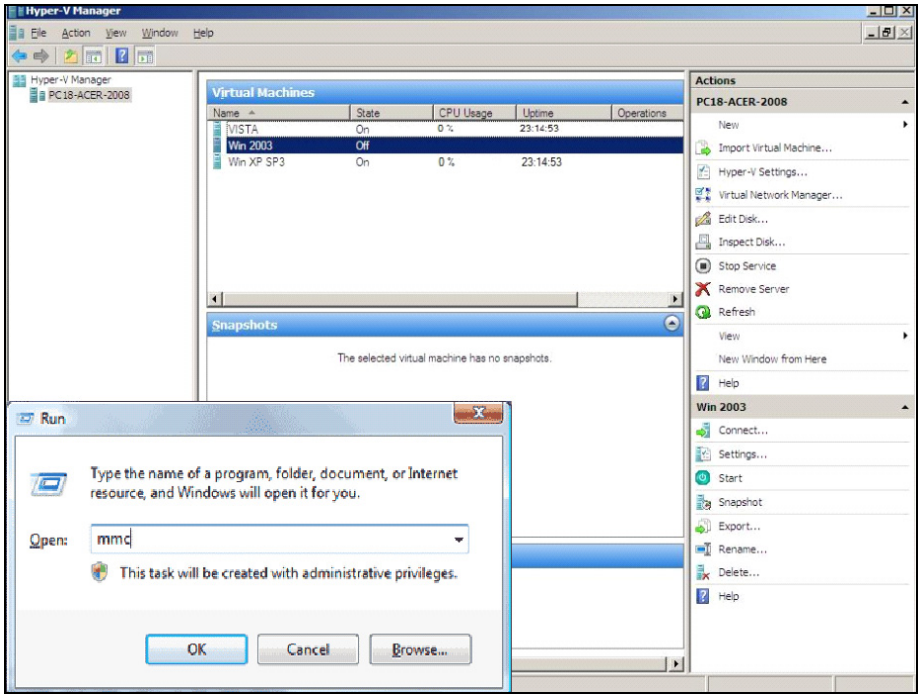 Hyper-V Manager
File Action View Window Help
Hyper-V Manager
PC18-ACER-2008
Virtual Machines
Name State CPU Usage Uptime Operations
VISTA On 0 % 23:14:53
Win 2003 Off
Win XP SP3 On 0 % 23:14:53
Snapshots
The selected virtual machine has no snapshots.
Actions
PC18-ACER-2008
New
Import Virtual Machine...
Hyper-V Settings...
Virtual Network Manager...
Edit Disk...
Inspect Disk...
Stop Service
Remove Server
Refresh
View
New Window from Here
Help
Win 2003
Connect...
Settings...
Start
Snapshot
Export...
Rename...
Delete...
Help
Run
Type the name of a program, folder, document, or Internet
resource, and Windows will open it for you.
Open: mmc
This task will be created with administrative privileges.
OK Cancel Browse...